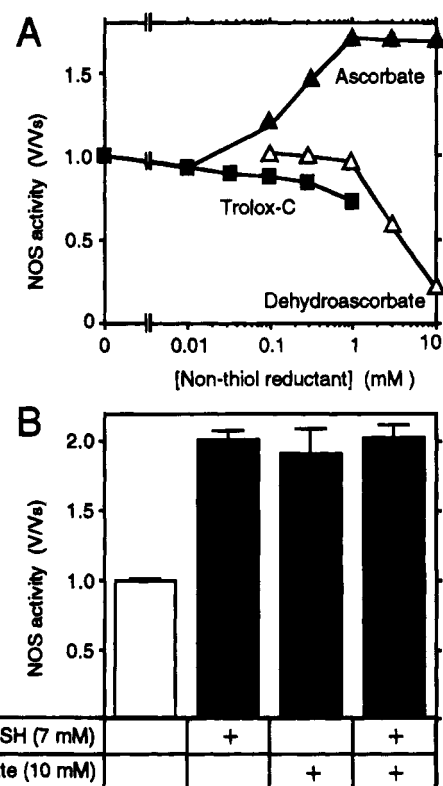 A
NOS activity (V/Vs)
1.5
1.0
0.5
0
Ascorbate
Trolox-C
Dehydroascorbate
0 0.01 0.1 1 10
[Non-thiol reductant] (mM )
B
NOS activity (V/Vs)
2.0
1.5
1.0
0.5
SH (7 mM) + +
te (10 mM) + +